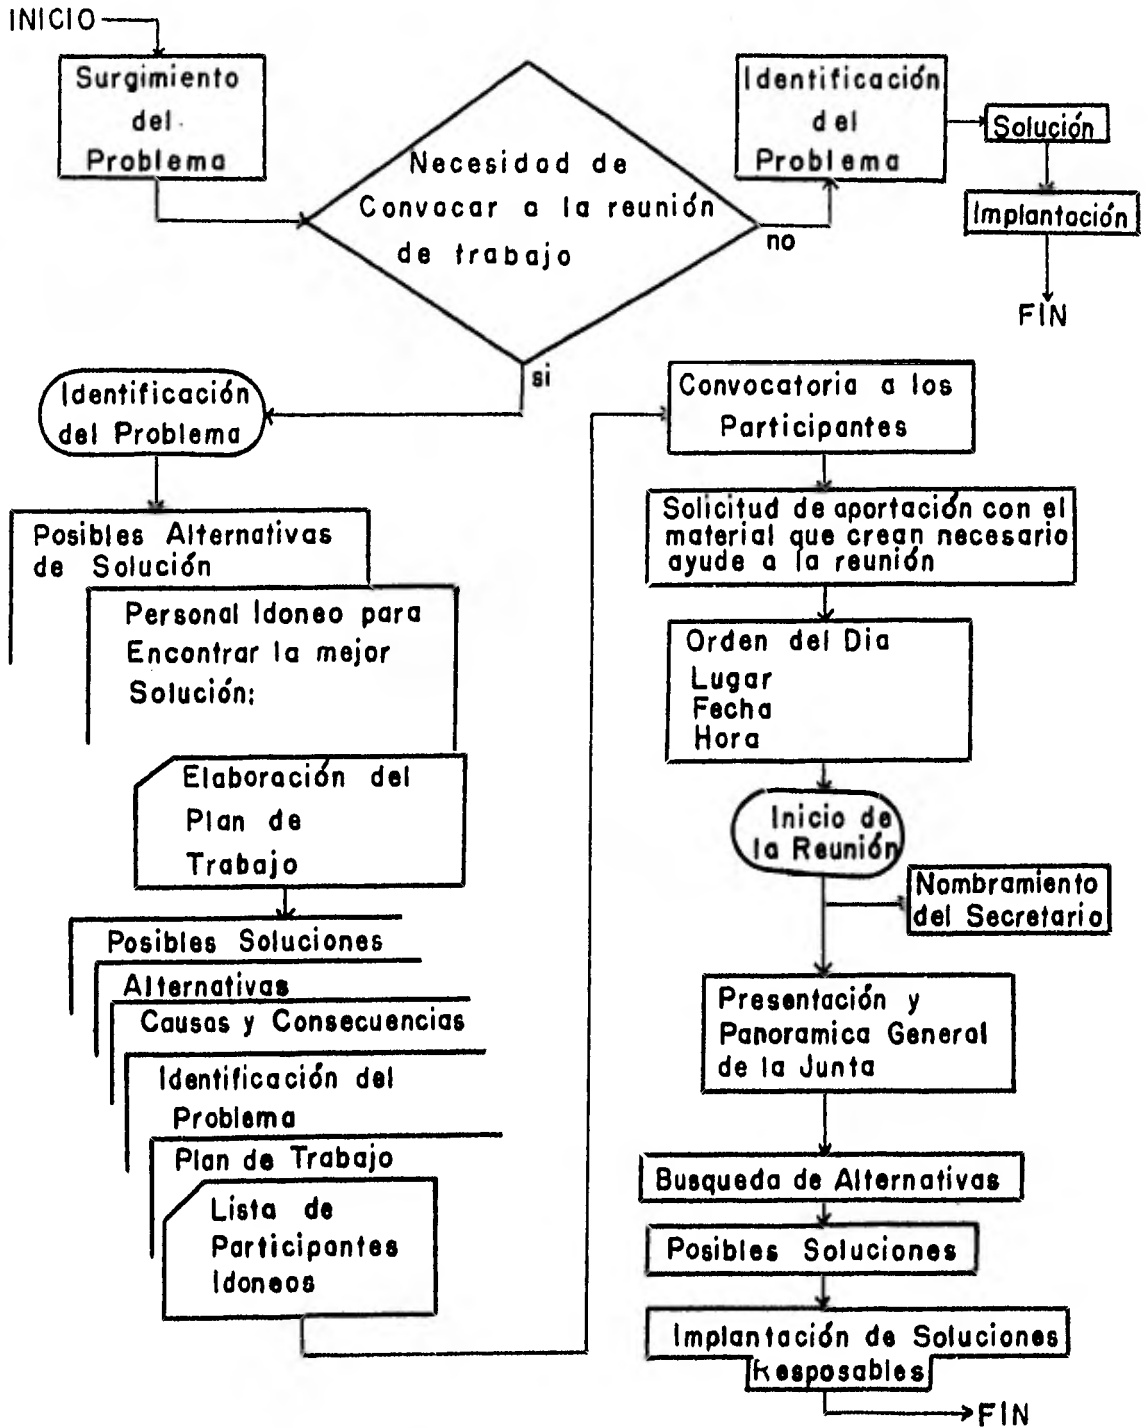 INICIO
Surgimiento
del
Problema
Necesidad de
Convocar a la reunión
de trabajo
no
Identificación
del
Problema
Solución
Implantación
FIN
si
Identificación
del Problema
Posibles Alternativas
de Solución
Personal Idoneo para
Encontrar la mejor
Solución:
Elaboración del
Plan de
Trabajo
Posibles Soluciones
Alternativas
Causas y Consecuencias
Identificación del
Problema
Plan de Trabajo
Lista de
Participantes
Idoneos
Convocatoria a los
Participantes
Solicitud de aportación con el
material que crean necesario
ayude a la reunión
Orden del Dia
Lugar
Fecha
Hora
Inicio de
la Reunión
Nombramiento
del Secretario
Presentación y
Panoramica General
de la Junta
Busqueda de Alternativas
Posibles Soluciones
Implantación de Soluciones
Resposables
FIN